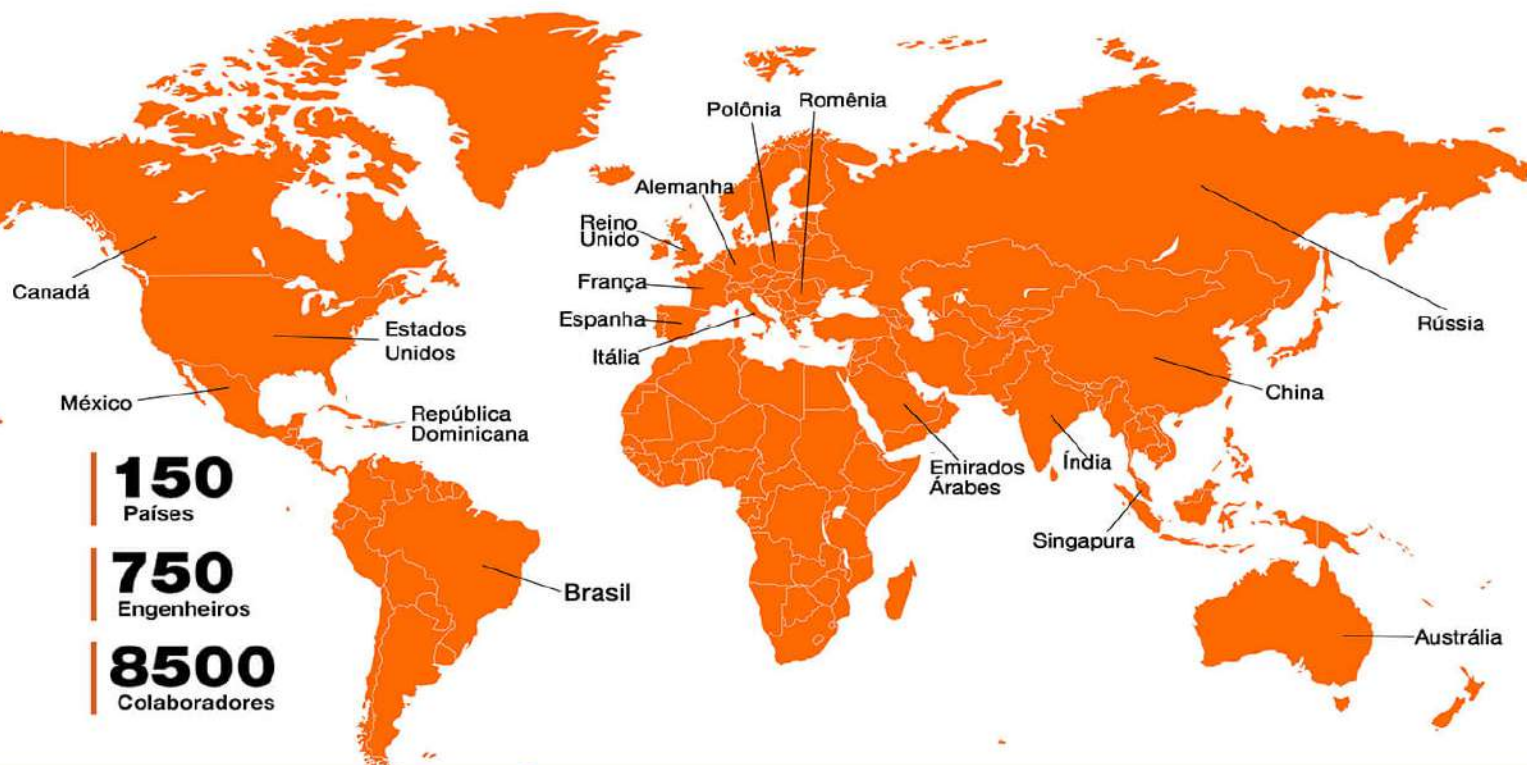 Polônia
Romênia
Alemanha
Reino
Unido
França
Espanha
Itália
Canadá
Estados
Unidos
México
República
Dominicana
Rússia
China
Índia
Emirados
Árabes
Singapura
Brasil
Austrália
150
Países
750
Engenheiros
8500
Colaboradores